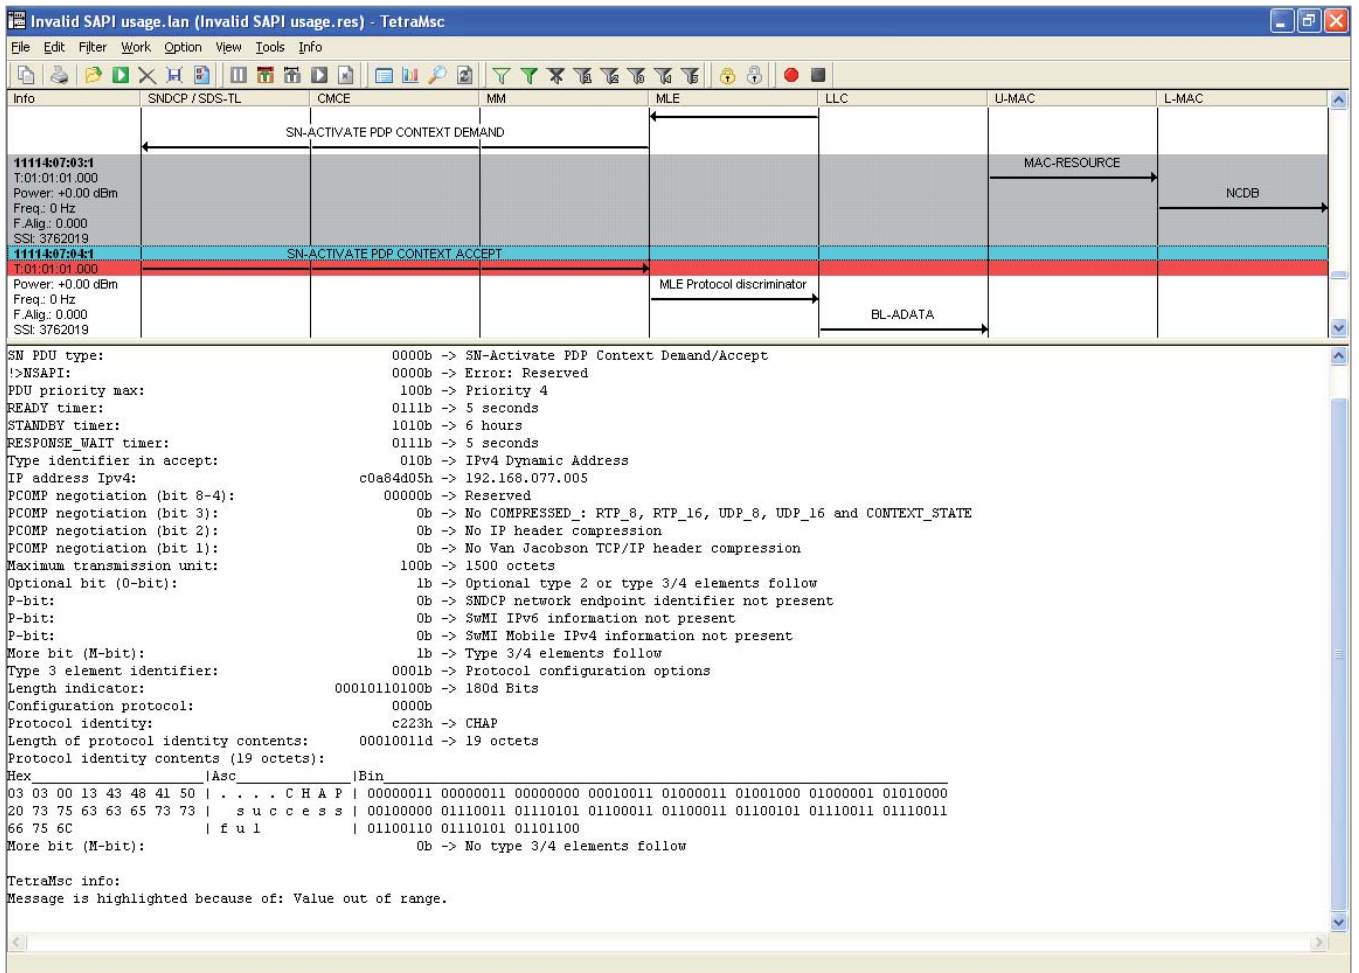 Invalid SAPI usage.lan (Invalid SAPI usage.res) - TetraMsc
File Edit Filter Work Option View Tools Info
Info SNDCP / SDS-TL CMCE MM MLE LLC U-MAC L-MAC
SN-ACTIVATE PDP CONTEXT DEMAND
11114:07:03:1 MAC-RESOURCE
T:01:01:01.000
Power: +0.00 dBm NCDB
Freq.: 0 Hz
F.Alig.: 0.000
SSI: 3762019
11114:07:04:1 SN-ACTIVATE PDP CONTEXT ACCEPT
T:01:01:01.000
Power: +0.00 dBm MLE Protocol discriminator
Freq.: 0 Hz
F.Alig.: 0.000 BL-ADATA
SSI: 3762019
SN PDU type: 0000b -> SN-Activate PDP Context Demand/Accept
!>NSAPI: 0000b -> Error: Reserved
PDU priority max: 100b -> Priority 4
READY timer: 0111b -> 5 seconds
STANDBY timer: 1010b -> 6 hours
RESPONSE_WAIT timer: 0111b -> 5 seconds
Type identifier in accept: 010b -> IPv4 Dynamic Address
IP address Ipv4: c0a84d05h -> 192.168.077.005
PCOMP negotiation (bit 8-4): 00000b -> Reserved
PCOMP negotiation (bit 3): 0b -> No COMPRESSED_: RTP_8, RTP_16, UDP_8, UDP_16 and CONTEXT_STATE
PCOMP negotiation (bit 2): 0b -> No IP header compression
PCOMP negotiation (bit 1): 0b -> No Van Jacobson TCP/IP header compression
Maximum transmission unit: 100b -> 1500 octets
Optional bit (O-bit): 1b -> Optional type 2 or type 3/4 elements follow
P-bit: 0b -> SNDCP network endpoint identifier not present
P-bit: 0b -> SwMI IPv6 information not present
P-bit: 0b -> SwMI Mobile IPv4 information not present
More bit (M-bit): 1b -> Type 3/4 elements follow
Type 3 element identifier: 0001b -> Protocol configuration options
Length indicator: 00010110100b -> 180d Bits
Configuration protocol: 0000b
Protocol identity: c223h -> CHAP
Length of protocol identity contents: 00010011d -> 19 octets
Protocol identity contents (19 octets):
Hex_____________________|Asc______________|Bin______________________________
03 03 00 13 43 48 41 50 | . . . . C H A P | 00000011 00000011 00000000 00010011 01000011 01001000 01000001 01010000
20 73 75 63 63 65 73 73 |   s u c c e s s | 00100000 01110011 01110101 01100011 01100011 01100101 01110011 01110011
66 75 6C | f u l | 01100110 01110101 01101100
More bit (M-bit): 0b -> No type 3/4 elements follow
TetraMsc info:
Message is highlighted because of: Value out of range.